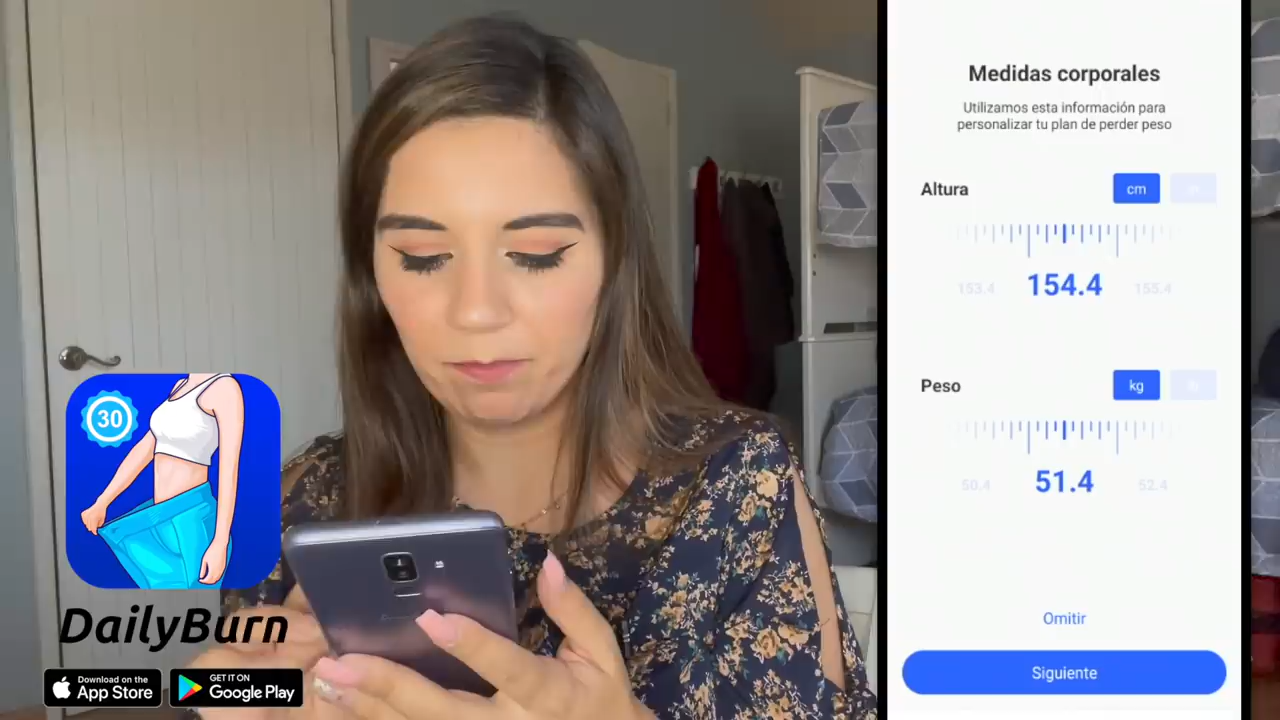 30
DailyBurn
Download on the
App Store
GET IT ON
Google Play
Medidas corporales
Utilizamos esta información para
personalizar tu plan de perder peso
Altura
cm
153.4
154.4
155.4
Peso
kg
50.4
51.4
52.4
Omitir
Siguiente